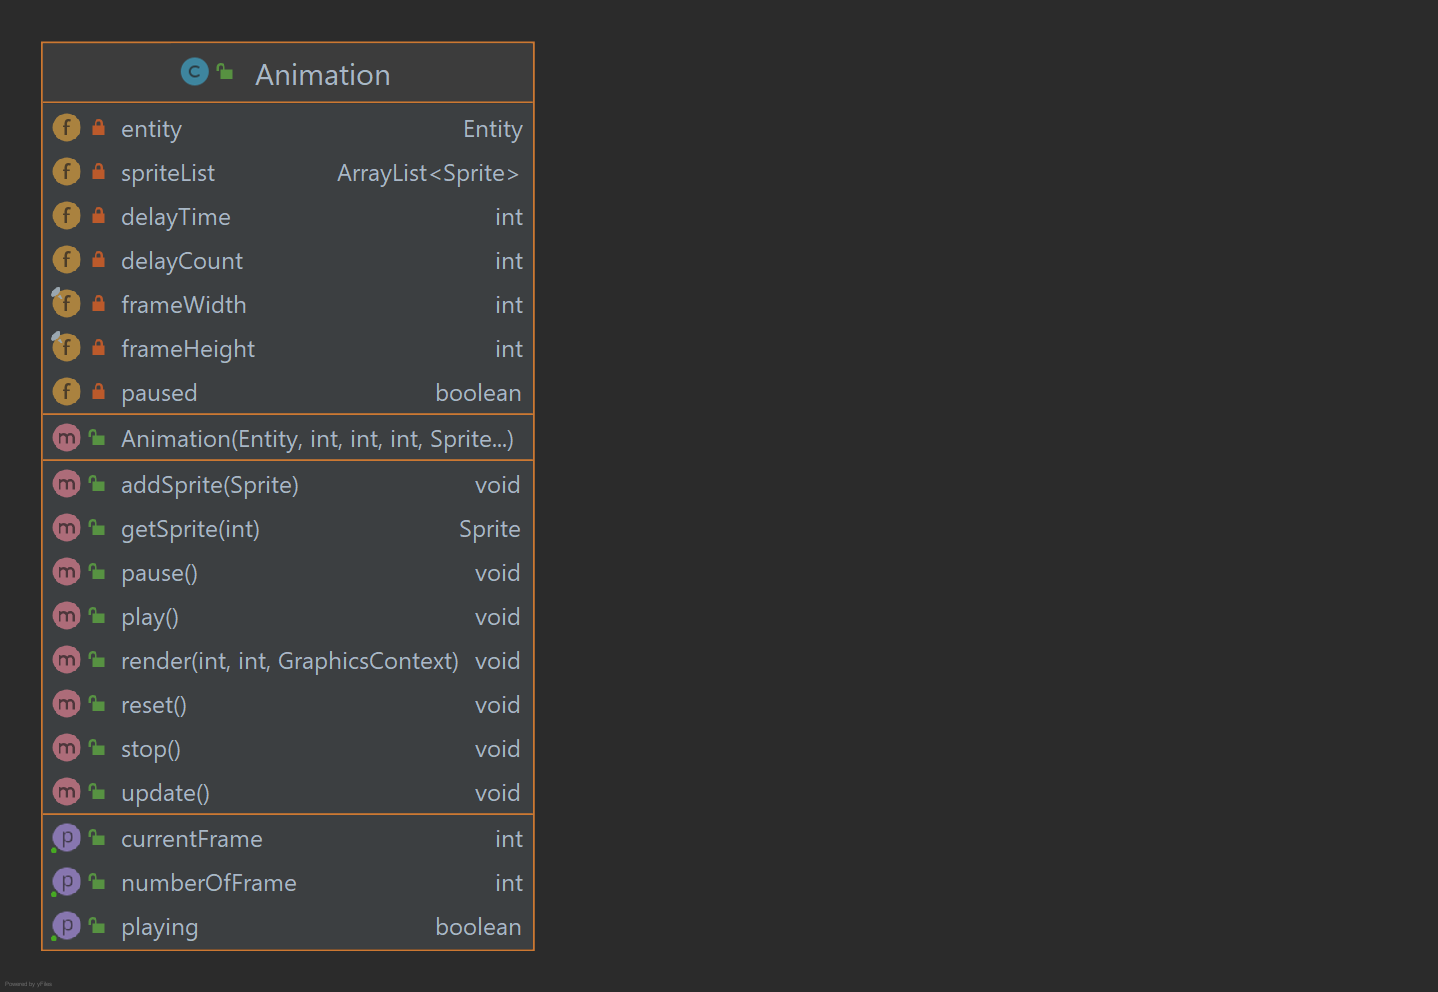 Animation
entity Entity
spriteList ArrayList<Sprite>
delayTime int
delayCount int
frameWidth int
frameHeight int
paused boolean
Animation(Entity, int, int, int, Sprite...)
addSprite(Sprite) void
getSprite(int) Sprite
pause() void
play() void
render(int, int, GraphicsContext) void
reset() void
stop() void
update() void
currentFrame int
numberOfFrame int
playing boolean
Powered by yFiles